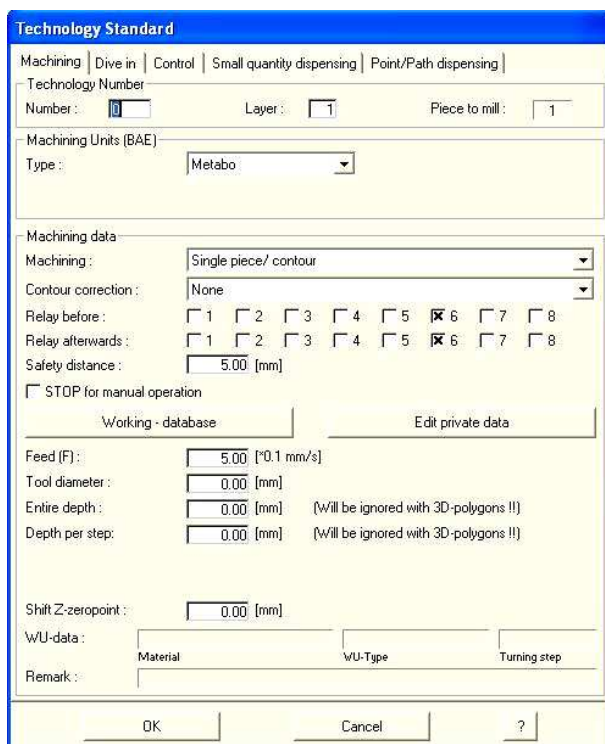 Technology Standard
Machining Dive in Control Small quantity dispensing Point/Path dispensing
Technology Number
Number : 0 Layer : 1 Piece to mill : 1
Machining Units (BAE)
Type : Metabo
Machining data
Machining : Single piece/ contour
Contour correction : None
Relay before : 1 2 3 4 5 6 7 8
Relay afterwards : 1 2 3 4 5 6 7 8
Safety distance : 5.00 [mm]
STOP for manual operation
Working - database Edit private data
Feed (F) : 5.00 [*0.1 mm/s]
Tool diameter : 0.00 [mm]
Entire depth : 0.00 [mm] (Will be ignored with 3D-polygons !!)
Depth per step: 0.00 [mm] (Will be ignored with 3D-polygons !!)
Shift Z-zeropoint : 0.00 [mm]
WU-data :
Material WU-Type Turning step
Remark :
OK Cancel ?